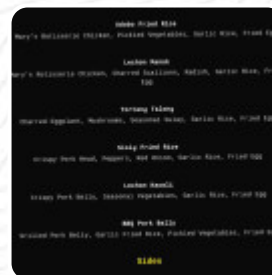 Adobo Fried Rice
Mary's Rotisserie Chicken, Pickled Vegetables, Garlic Rice, Fried Egg
Lechon Manok
Mary's Rotisserie Chicken, Charred Scallions, Radish, Garlic Rice, Fried
Egg
Tortang Talong
Charred Eggplant, Mushrooms, Seasoned Gravy, Garlic Rice, Fried Egg
Sisig Fried Rice
Crispy Pork Head, Peppers, Red Onion, Garlic Rice, Fried Egg
Lechon Kawali
Crispy Pork Belly, Seasonal Vegetables, Garlic Rice, Fried Egg
BBQ Pork Belly
Grilled Pork Belly, Garlic Fried Rice, Pickled Vegetables, Fried
Sides